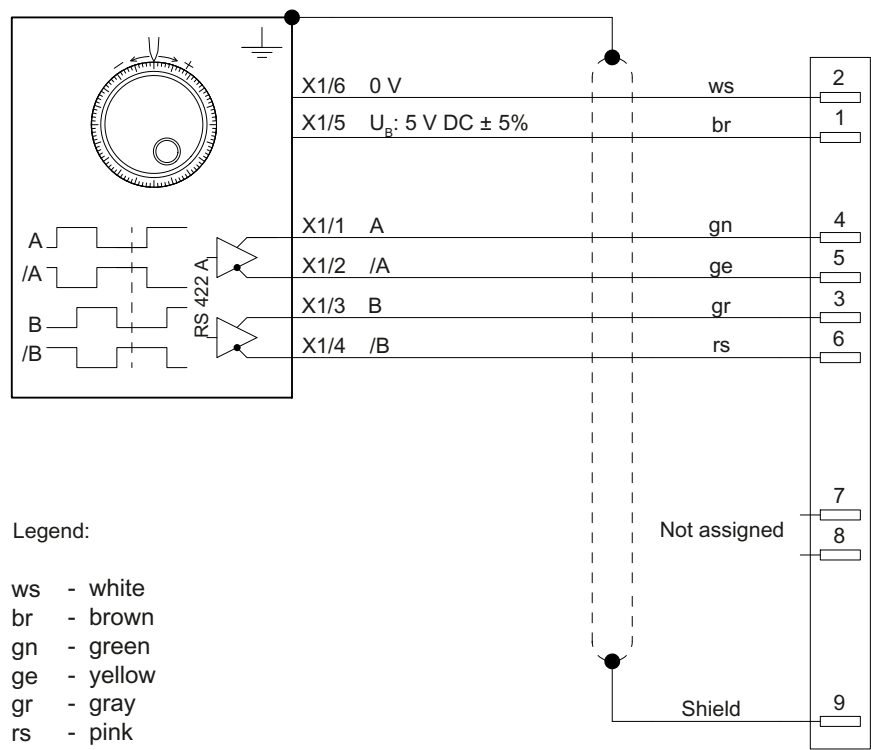 - +
X1/6 0 V ws 2
X1/5 U_B: 5 V DC ± 5% br 1
A X1/1 A gn 4
/A X1/2 /A ge 5
RS 422 A
B X1/3 B gr 3
/B X1/4 /B rs 6
7
Not assigned
8
Shield 9
Legend:
ws - white
br - brown
gn - green
ge - yellow
gr - gray
rs - pink